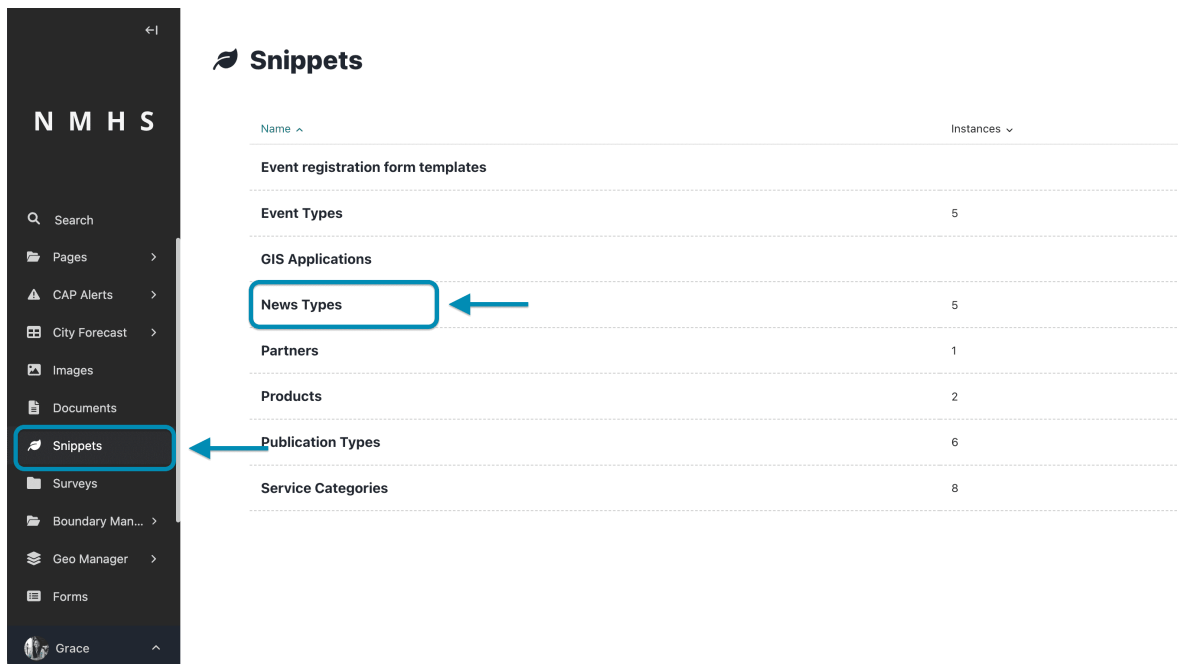 NMHS
Search
Pages
CAP Alerts
City Forecast
Images
Documents
Snippets
Surveys
Boundary Man...
Geo Manager
Forms
Grace
Snippets
Name Instances
Event registration form templates
Event Types 5
GIS Applications
News Types 5
Partners 1
Products 2
Publication Types 6
Service Categories 8